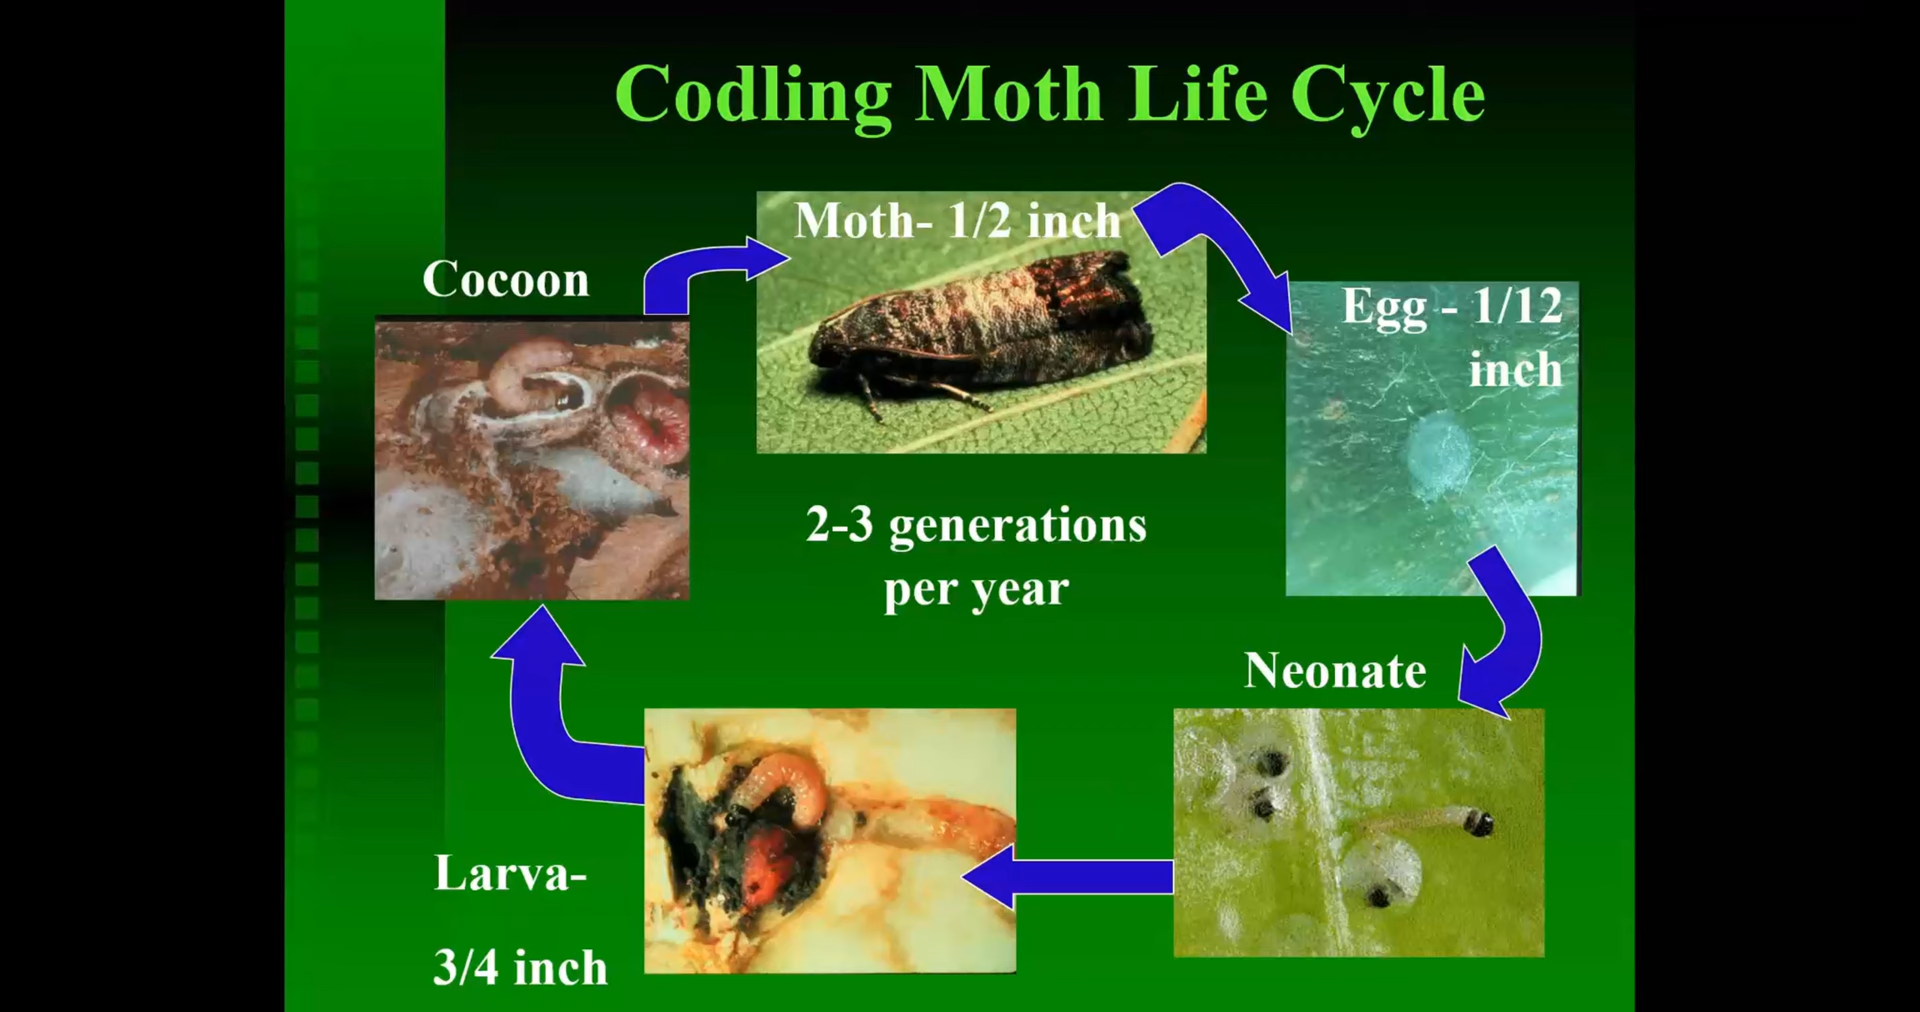 Codling Moth Life Cycle
Moth- 1/2 inch
Cocoon
Egg - 1/12
inch
2-3 generations
per year
Neonate
Larva-
3/4 inch